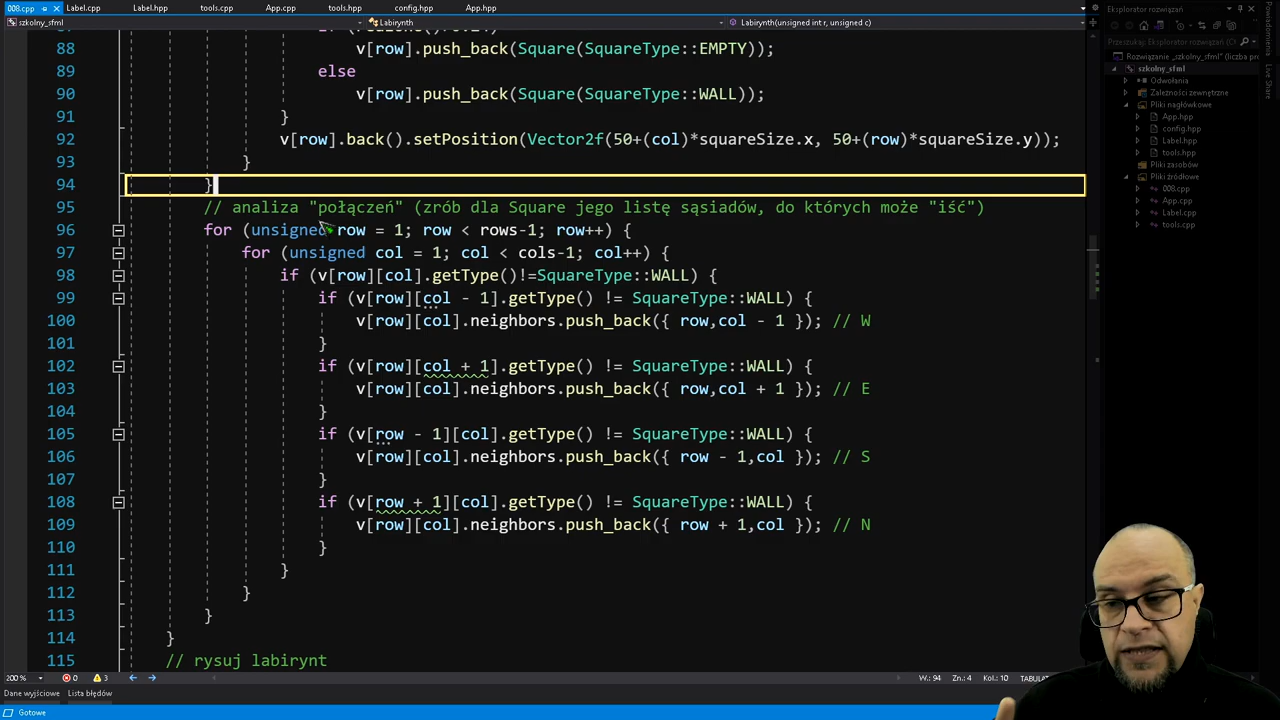 008.cpp Label.cpp Label.hpp tools.cpp App.cpp tools.hpp config.hpp App.hpp
szkolny_sfml Labirynth Labirynth(unsigned int r, unsigned c)
88 v[row].push_back(Square(SquareType::EMPTY));
89 else
90 v[row].push_back(Square(SquareType::WALL));
91 }
92 v[row].back().setPosition(Vector2f(50+(col)*squareSize.x, 50+(row)*squareSize.y));
93 }
94 }
95 // analiza "połączeń" (zrób dla Square jego listę sąsiadów, do których może "iść")
96 for (unsigned row = 1; row < rows-1; row++) {
97 for (unsigned col = 1; col < cols-1; col++) {
98 if (v[row][col].getType()!=SquareType::WALL) {
99 if (v[row][col - 1].getType() != SquareType::WALL) {
100 v[row][col].neighbors.push_back({ row,col - 1 }); // W
101 }
102 if (v[row][col + 1].getType() != SquareType::WALL) {
103 v[row][col].neighbors.push_back({ row,col + 1 }); // E
104 }
105 if (v[row - 1][col].getType() != SquareType::WALL) {
106 v[row][col].neighbors.push_back({ row - 1,col }); // S
107 }
108 if (v[row + 1][col].getType() != SquareType::WALL) {
109 v[row][col].neighbors.push_back({ row + 1,col }); // N
110 }
111 }
112 }
113 }
114 }
115 // rysuj labirynt
200 % 0 3 W.: 94 Zn.: 4 Kol.: 10 TABULAT
Dane wyjściowe Lista błędów
Gotowe
Eksplorator rozwiązań
Przeszukaj: Eksplorator rozwiązań (Ctrl
Rozwiązanie „szkolny_sfml" (liczba pr
szkolny_sfml
Odwołania
Zależności zewnętrzne
Pliki nagłówkowe
App.hpp
config.hpp
Label.hpp
tools.hpp
Pliki zasobów
Pliki źródłowe
008.cpp
App.cpp
Label.cpp
tools.cpp
Powiadomienia
Live Share